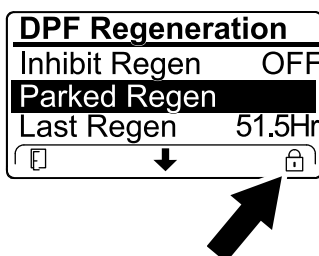 DPF Regeneration
Inhibit Regen OFF
Parked Regen
Last Regen 51.5Hr